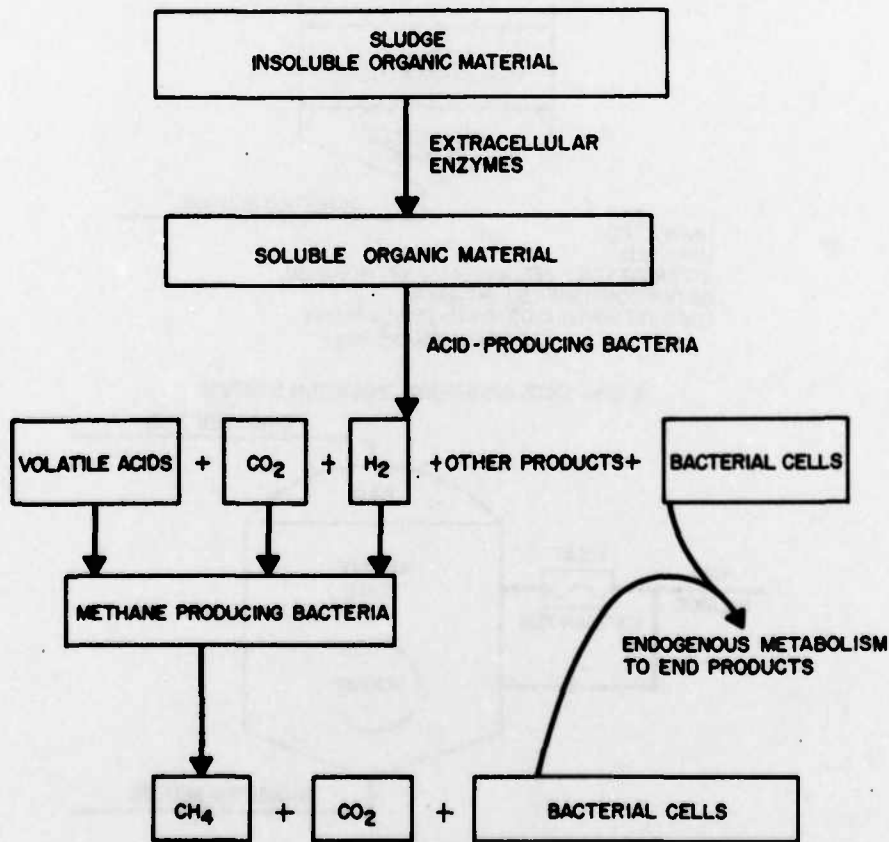 SLUDGE
INSOLUBLE ORGANIC MATERIAL
EXTRACELLULAR
ENZYMES
SOLUBLE ORGANIC MATERIAL
ACID-PRODUCING BACTERIA
VOLATILE ACIDS + CO₂ + H₂ +OTHER PRODUCTS+ BACTERIAL CELLS
METHANE PRODUCING BACTERIA
ENDOGENOUS METABOLISM
TO END PRODUCTS
CH₄ + CO₂ + BACTERIAL CELLS